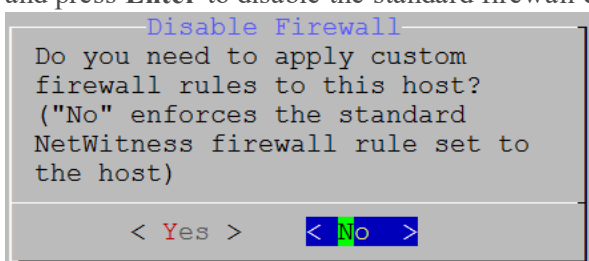 and press Enter to disable the standard firewall
Disable Firewall
Do you need to apply custom
firewall rules to this host?
("No" enforces the standard
NetWitness firewall rule set to
the host)
< Yes > < No >